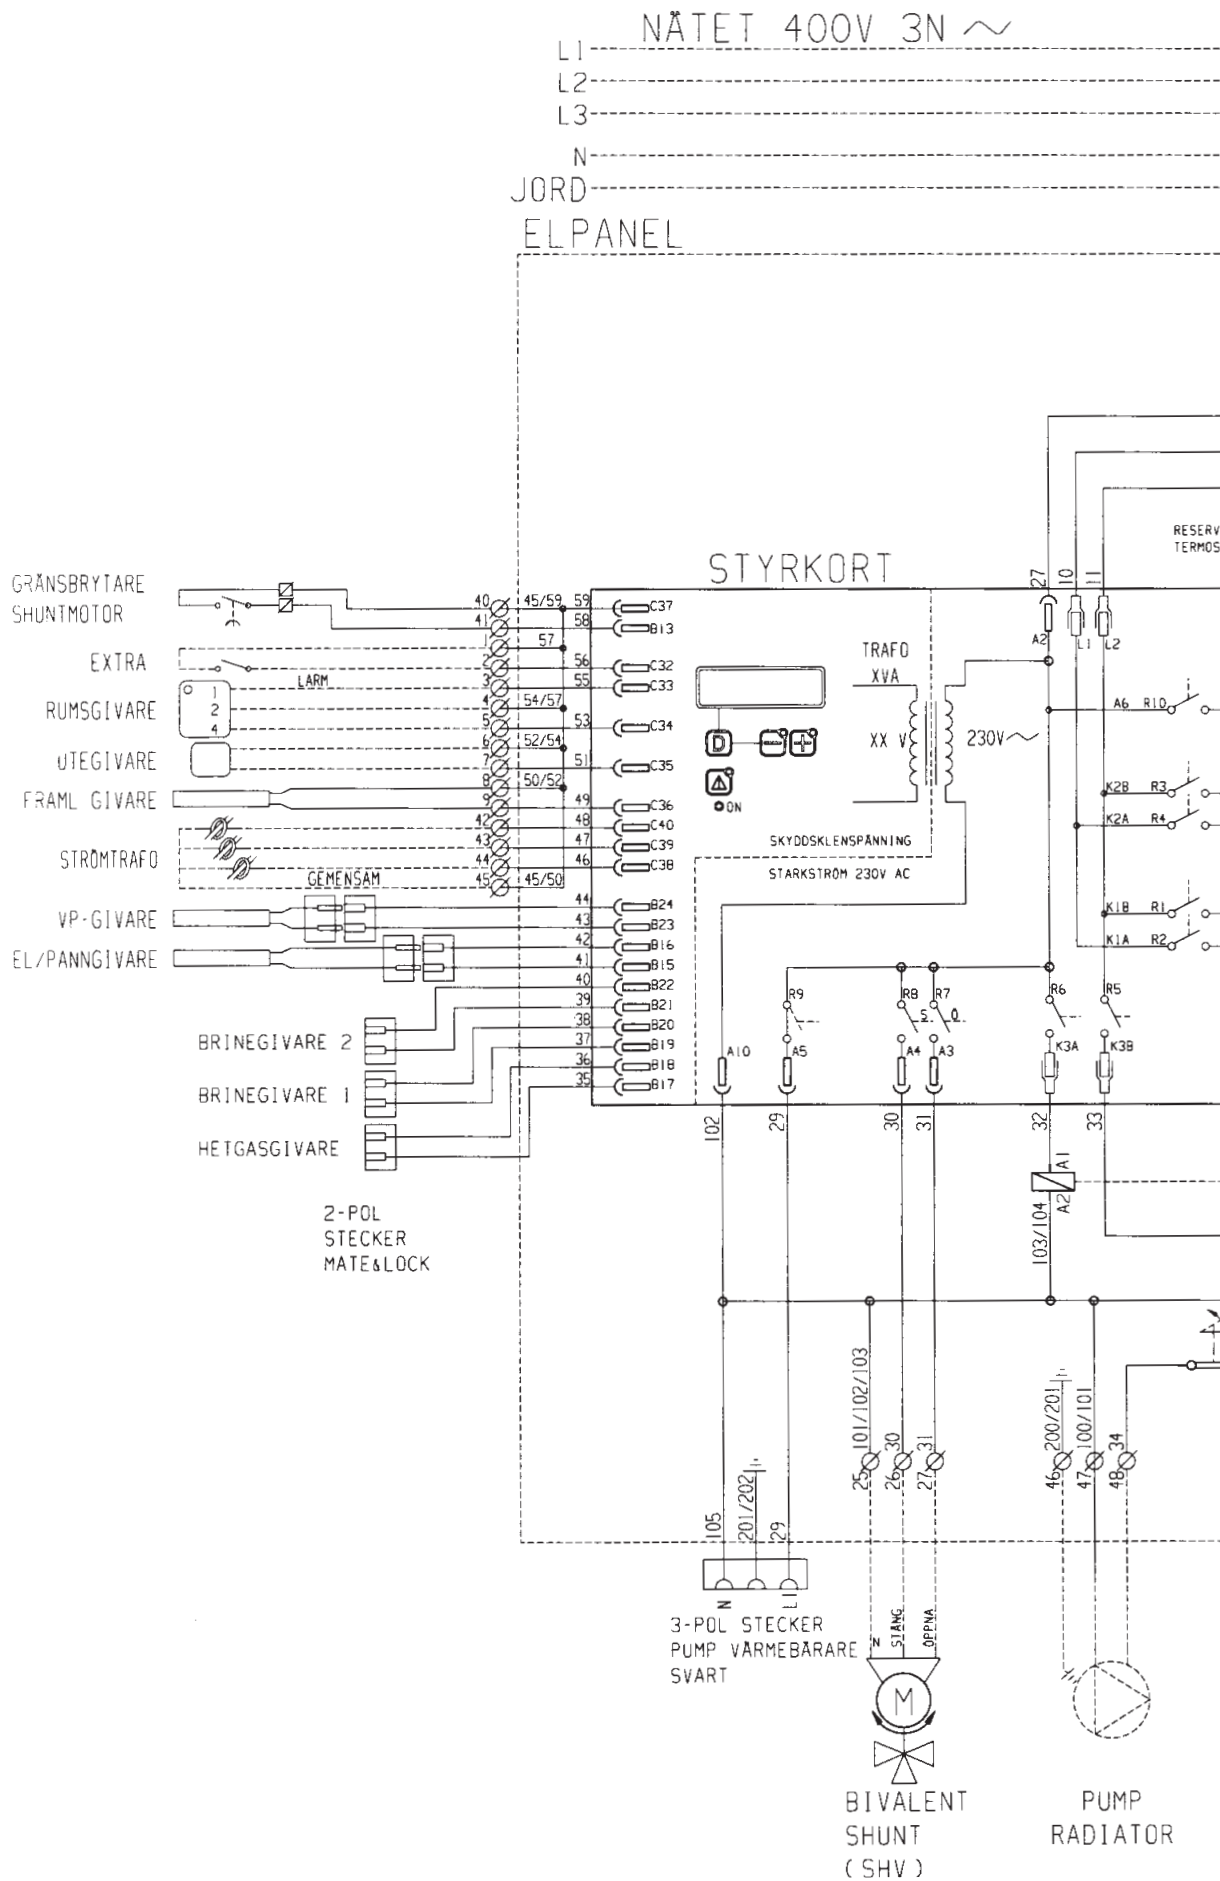 NÄTET 400V 3N ~
L1
L2
L3
N
JORD
ELPANEL
RESERV
TERMOS
STYRKORT
27
10
11
A2
L1
L2
GRÄNSBRYTARE
SHUNTMOTOR
40 45/59 59 C37
41 58 B13
1 57
EXTRA
2 56 C32
LARM
3 55 C33
RUMSGIVARE
1
2
4
4 54/57
5 53 C34
6 52/54
UTEGIVARE
7 51 C35
8 50/52
FRAML GIVARE
9 49 C36
42 48 C40
STRÖMTRAFO
43 47 C39
44 46 C38
GEMENSAM
45 45/50
VP-GIVARE
44 B24
43 B23
EL/PANNGIVARE
42 B16
41 B15
40 B22
39 B21
BRINEGIVARE 2
38 B20
37 B19
BRINEGIVARE 1
36 B18
35 B17
HETGASGIVARE
2-POL
STECKER
MATE&LOCK
D
ON
TRAFO
XVA
XX V
230V ~
SKYDDSKLENSPÄNNING
STARKSTRÖM 230V AC
A6 R10
K2B R3
K2A R4
K1B R1
K1A R2
R9
R8
S
R7
Ö
R6
R5
A10
A5
A4
A3
K3A
K3B
102
29
30
31
32
33
A1
A2
103/104
101/102/103
30
31
25
26
27
200/201
100/101
34
46
47
48
105
201/202
29
N
L1
3-POL STECKER
PUMP VÄRMEBÄRARE
SVART
N
STÄNG
ÖPPNA
M
BIVALENT
SHUNT
(SHV)
PUMP
RADIATOR